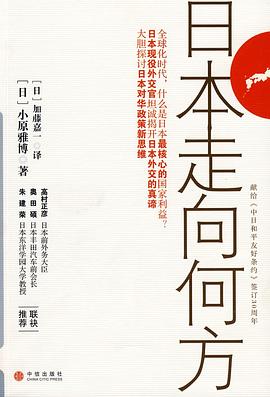 日本走向何方
献给《中日和平友好条约》签订30周年
全球化时代，什么是日本最核心的国家利益？
日本现役外交官坦诚揭开日本外交的真谛
大胆探讨日本对华政策新思维
[日] 加藤嘉一 译
[日] 小原雅博 著
高村正彦 日本前外务大臣
奥田硕 日本丰田汽车前会长
朱建荣 日本东洋学园大学教授
联袂推荐
中信出版社
CHINA CITIC PRESS